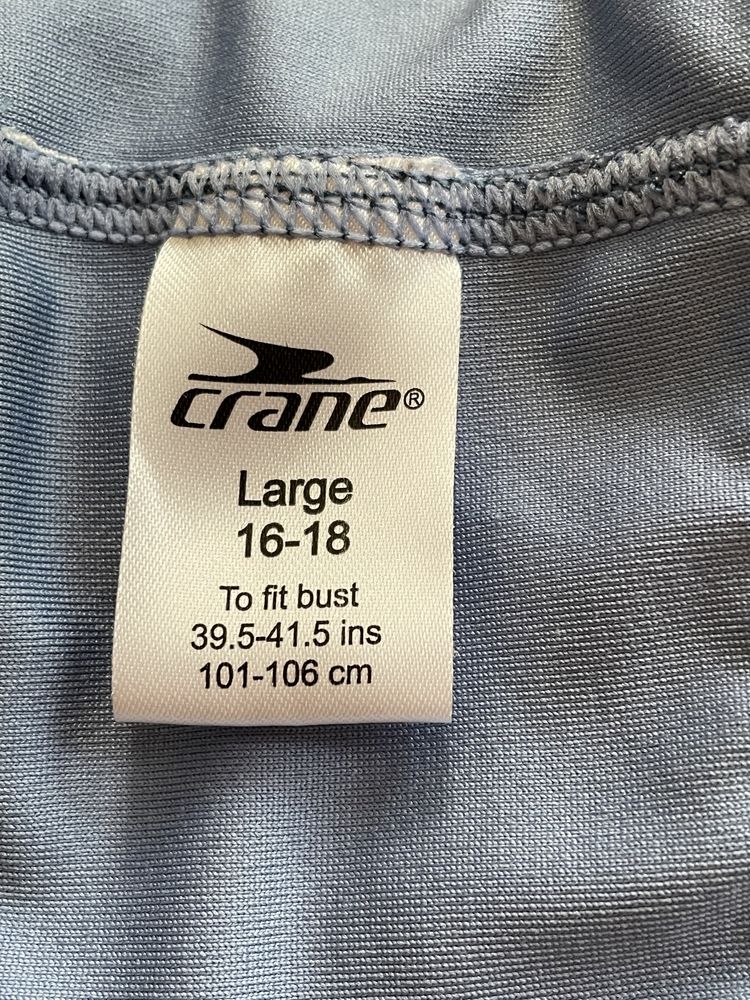 crane®
Large
16-18
To fit bust
39.5-41.5 ins
101-106 cm